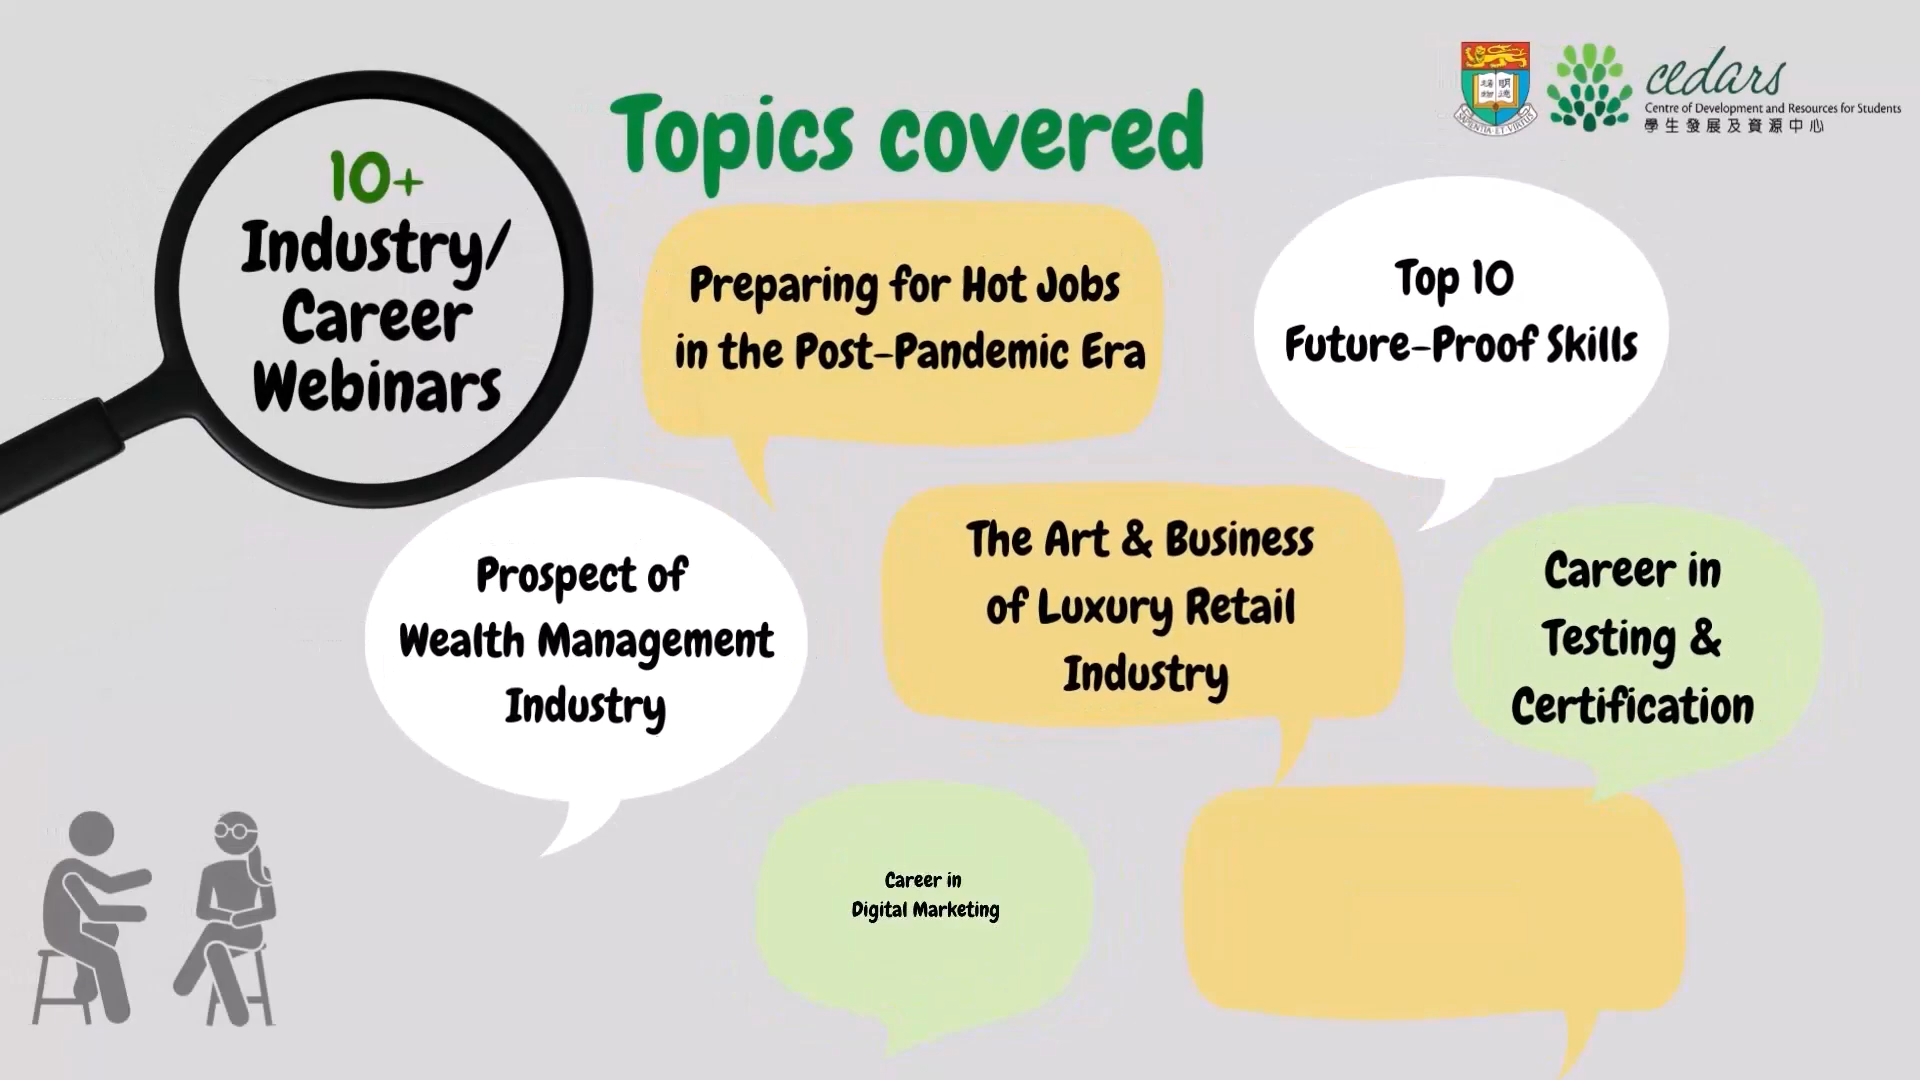 10+
Industry/
Career
Webinars
Topics covered
cedars
Centre of Development and Resources for Students
學生發展及資源中心
SAPIENTIA·ET·VIRTUS
Preparing for Hot Jobs
in the Post-Pandemic Era
Top 10
Future-Proof Skills
Prospect of
Wealth Management
Industry
The Art & Business
of Luxury Retail
Industry
Career in
Testing &
Certification
Career in
Digital Marketing